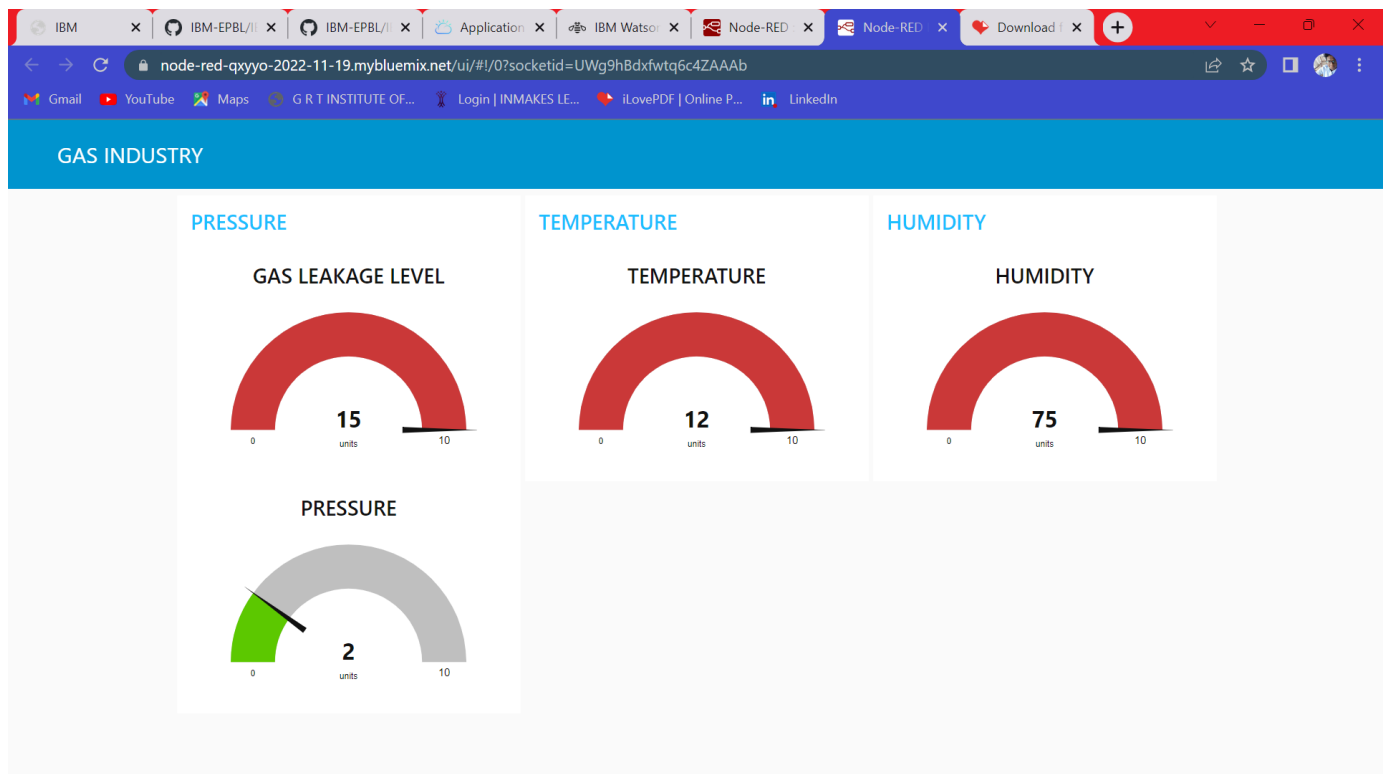 IBM
IBM-EPBL/I
IBM-EPBL/I
Application
IBM Watson
Node-RED
Node-RED
Download
node-red-qxyyo-2022-11-19.mybluemix.net/ui/#!/0?socketid=UWg9hBdxfwtq6c4ZAAAb
Gmail
YouTube
Maps
G R T INSTITUTE OF...
Login | INMAKES LE...
iLovePDF | Online P...
LinkedIn
GAS INDUSTRY
PRESSURE
GAS LEAKAGE LEVEL
15
units
0
10
PRESSURE
2
units
0
10
TEMPERATURE
TEMPERATURE
12
units
0
10
HUMIDITY
HUMIDITY
75
units
0
10